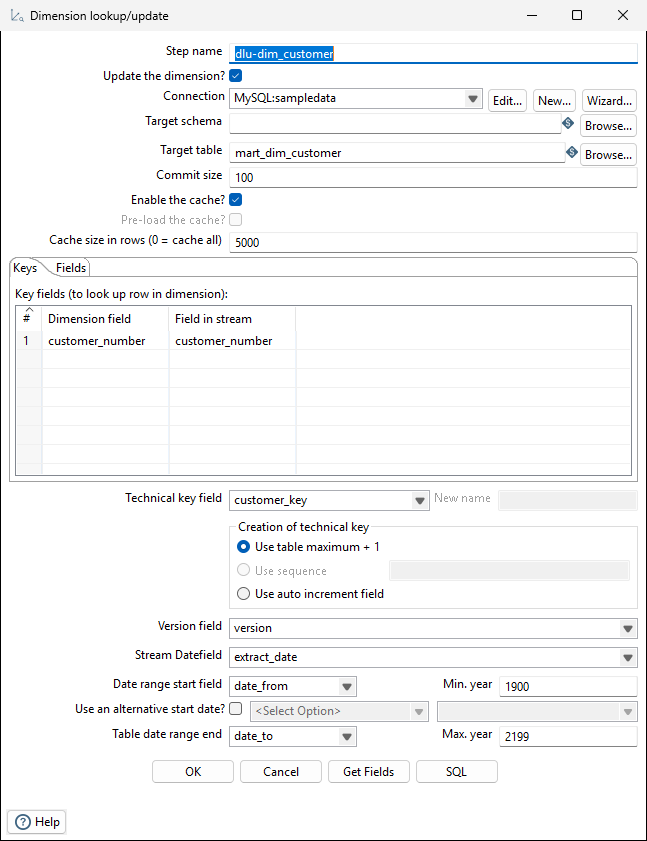 Dimension lookup/update
Step name dlu-dim_customer
Update the dimension?
Connection MySQL:sampledata Edit... New... Wizard...
Target schema S Browse...
Target table mart_dim_customer S Browse...
Commit size 100
Enable the cache?
Pre-load the cache?
Cache size in rows (0 = cache all) 5000
Keys Fields
Key fields (to look up row in dimension):
# Dimension field Field in stream
1 customer_number customer_number
Technical key field customer_key New name
Creation of technical key
Use table maximum + 1
Use sequence
Use auto increment field
Version field version
Stream Datefield extract_date
Date range start field date_from Min. year 1900
Use an alternative start date? <Select Option>
Table date range end date_to Max. year 2199
OK Cancel Get Fields SQL
? Help